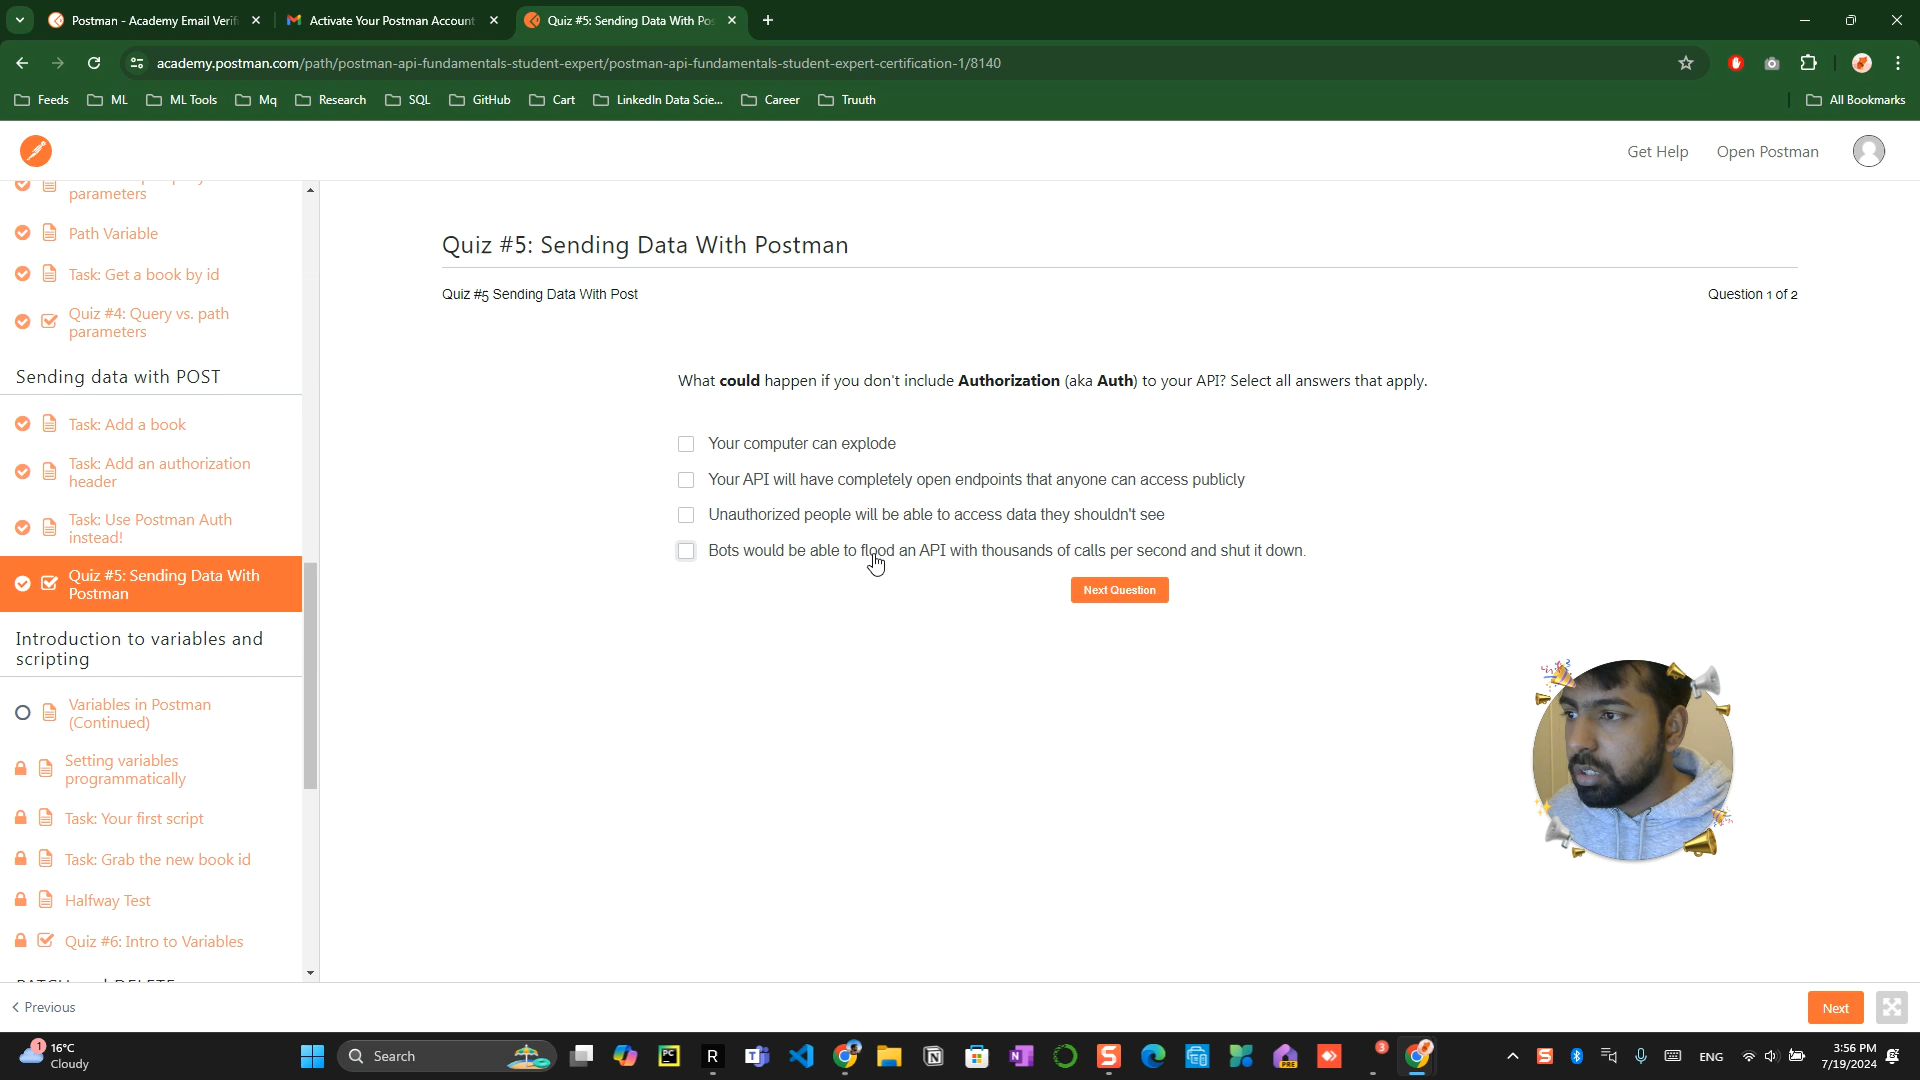 Postman - Academy Email Verifi
Activate Your Postman Account
Quiz #5: Sending Data With Pos
academy.postman.com/path/postman-api-fundamentals-student-expert/postman-api-fundamentals-student-expert-certification-1/8140
Feeds
ML
ML Tools
Mq
Research
SQL
GitHub
Cart
LinkedIn Data Scie...
Career
Truuth
All Bookmarks
Get Help
Open Postman
parameters
Path Variable
Task: Get a book by id
Quiz #4: Query vs. path
parameters
Sending data with POST
Task: Add a book
Task: Add an authorization
header
Task: Use Postman Auth
instead!
Quiz #5: Sending Data With
Postman
Introduction to variables and
scripting
Variables in Postman
(Continued)
Setting variables
programmatically
Task: Your first script
Task: Grab the new book id
Halfway Test
Quiz #6: Intro to Variables
Quiz #5: Sending Data With Postman
Quiz #5 Sending Data With Post
Question 1 of 2
What could happen if you don't include Authorization (aka Auth) to your API? Select all answers that apply.
Your computer can explode
Your API will have completely open endpoints that anyone can access publicly
Unauthorized people will be able to access data they shouldn't see
Bots would be able to flood an API with thousands of calls per second and shut it down.
Next Question
Previous
Next
1
16°C
Cloudy
Search
PC
R
PRE
3
ENG
3:56 PM
7/19/2024